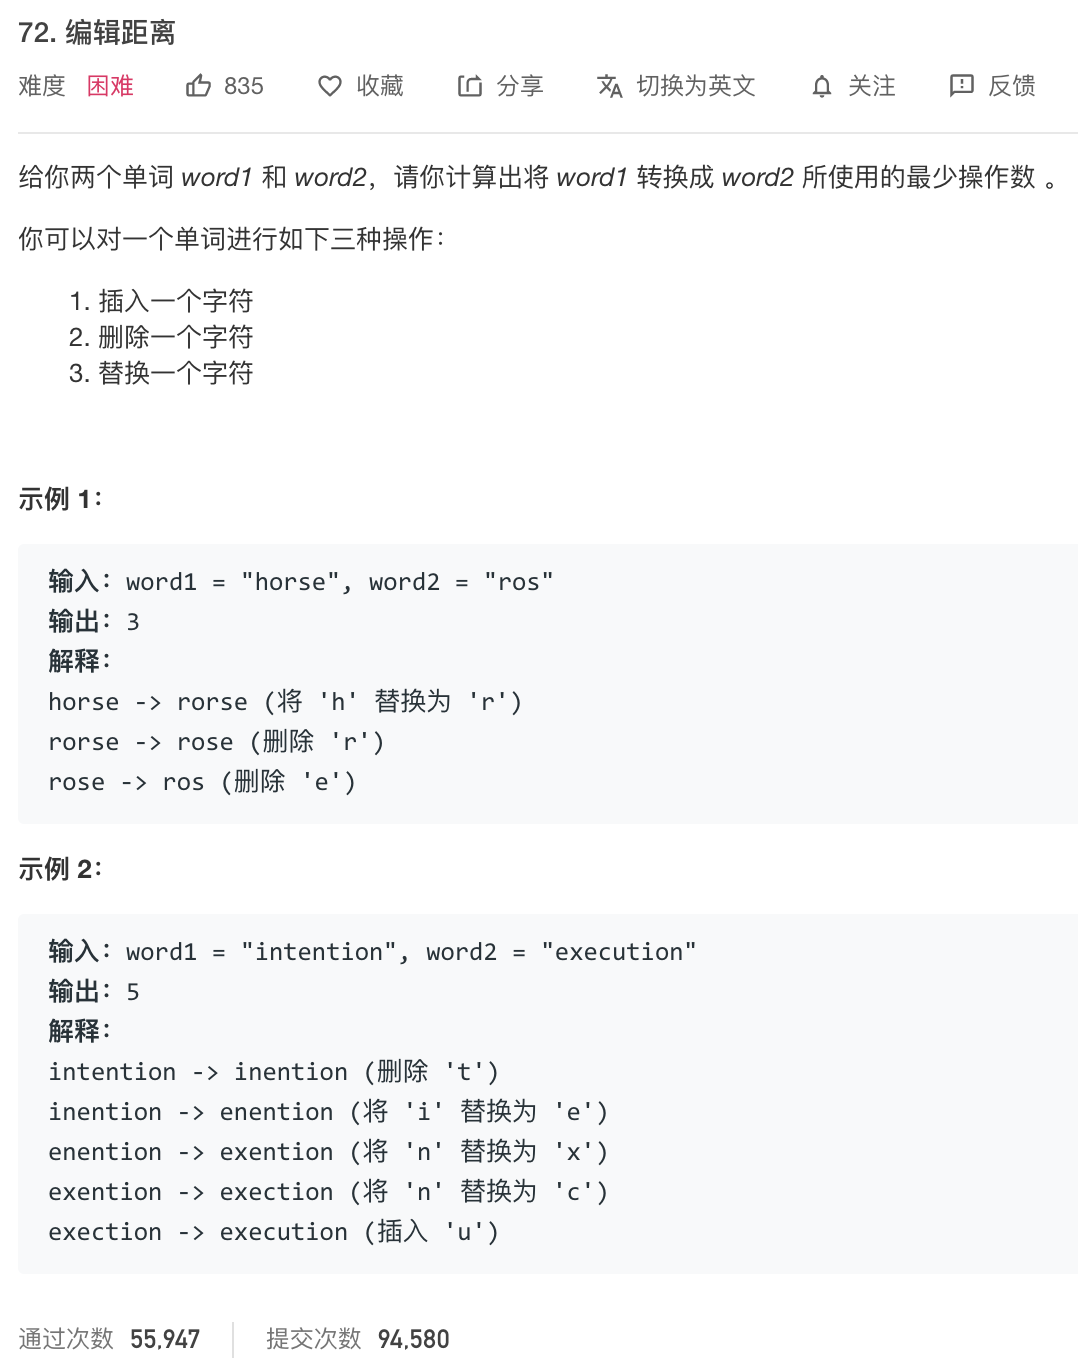 72. 编辑距离
难度 困难 835 收藏 分享 切换为英文 关注 反馈
给你两个单词 word1 和 word2，请你计算出将 word1 转换成 word2 所使用的最少操作数 。
你可以对一个单词进行如下三种操作：
1. 插入一个字符
2. 删除一个字符
3. 替换一个字符
示例 1：
输入：word1 = "horse", word2 = "ros"
输出：3
解释：
horse -> rorse (将 'h' 替换为 'r')
rorse -> rose (删除 'r')
rose -> ros (删除 'e')
示例 2：
输入：word1 = "intention", word2 = "execution"
输出：5
解释：
intention -> inention (删除 't')
inention -> enention (将 'i' 替换为 'e')
enention -> exention (将 'n' 替换为 'x')
exention -> exection (将 'n' 替换为 'c')
exection -> execution (插入 'u')
通过次数 55,947 提交次数 94,580